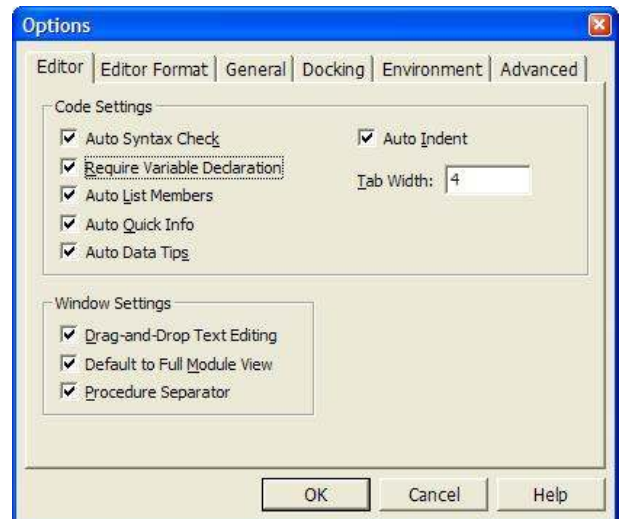 Options
Editor Editor Format General Docking Environment Advanced
Code Settings
Auto Syntax Check
Auto Indent
Require Variable Declaration
Tab Width: 4
Auto List Members
Auto Quick Info
Auto Data Tips
Window Settings
Drag-and-Drop Text Editing
Default to Full Module View
Procedure Separator
OK Cancel Help